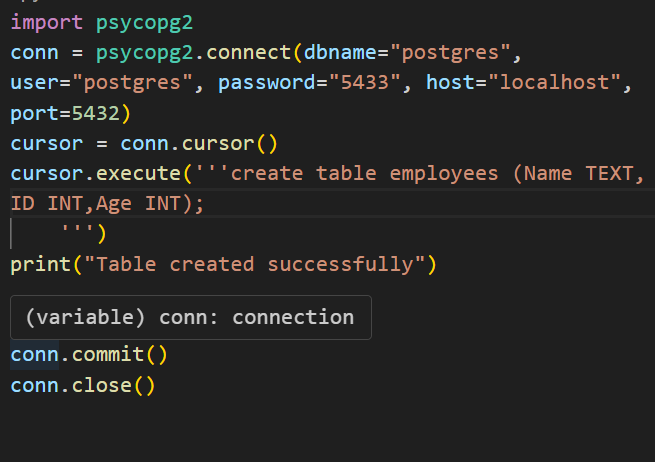 import psycopg2
conn = psycopg2.connect(dbname="postgres",
user="postgres", password="5433", host="localhost",
port=5432)
cursor = conn.cursor()
cursor.execute('''create table employees (Name TEXT,
ID INT,Age INT);
    ''')
print("Table created successfully")
(variable) conn: connection
conn.commit()
conn.close()